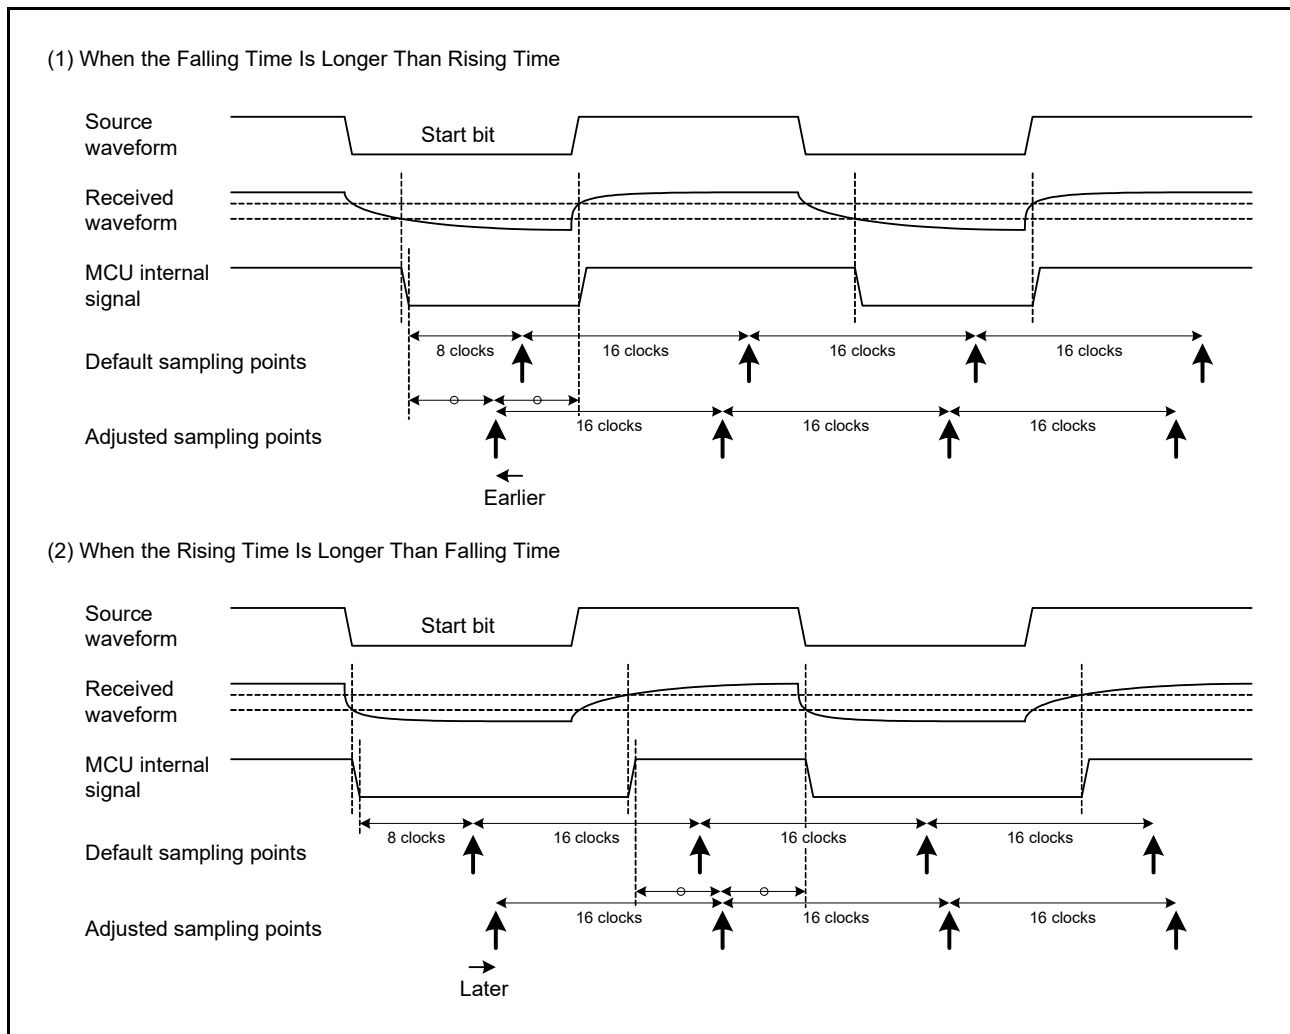 (1) When the Falling Time Is Longer Than Rising Time
Source
waveform
Start bit
Received
waveform
MCU internal
signal
8 clocks
16 clocks
16 clocks
16 clocks
Default sampling points
16 clocks
16 clocks
16 clocks
Adjusted sampling points
Earlier
(2) When the Rising Time Is Longer Than Falling Time
Source
waveform
Start bit
Received
waveform
MCU internal
signal
8 clocks
16 clocks
16 clocks
16 clocks
Default sampling points
16 clocks
16 clocks
16 clocks
Adjusted sampling points
Later